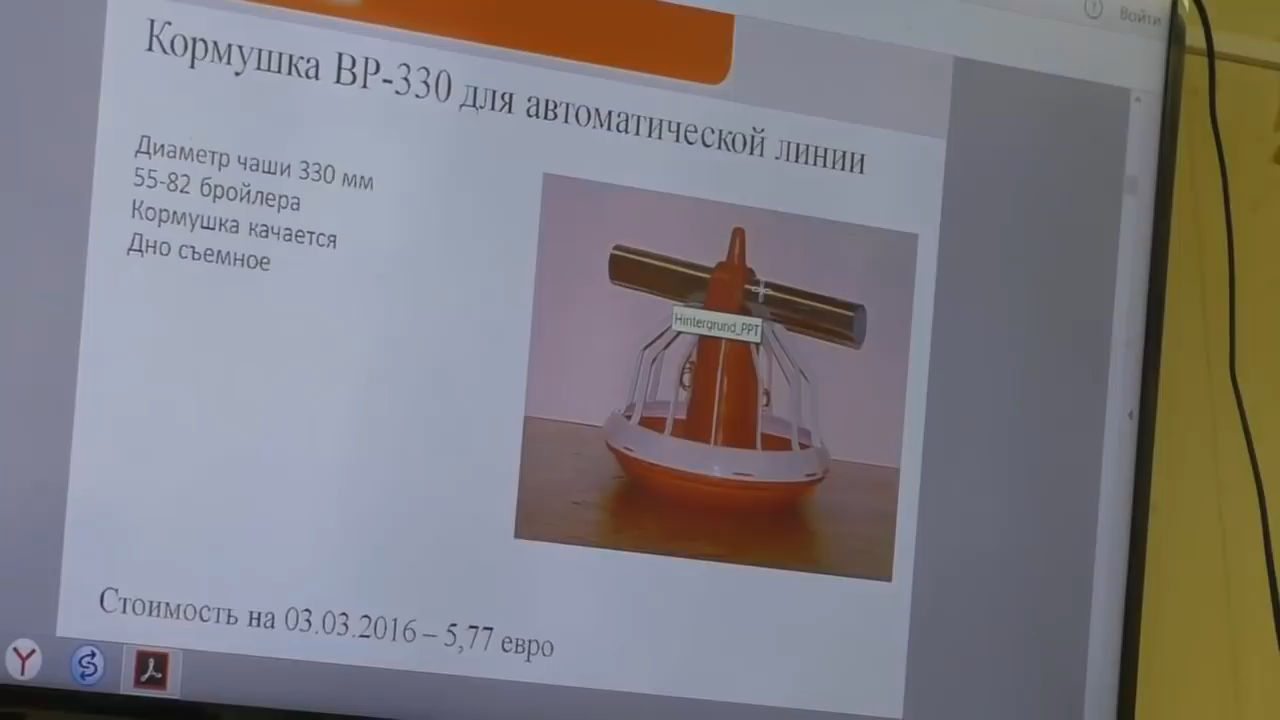 Войти
Кормушка BP-330 для автоматической линии
Диаметр чаши 330 мм
55-82 бройлера
Кормушка качается
Дно съемное
Hintergrund_PPT
Стоимость на 03.03.2016 – 5,77 евро